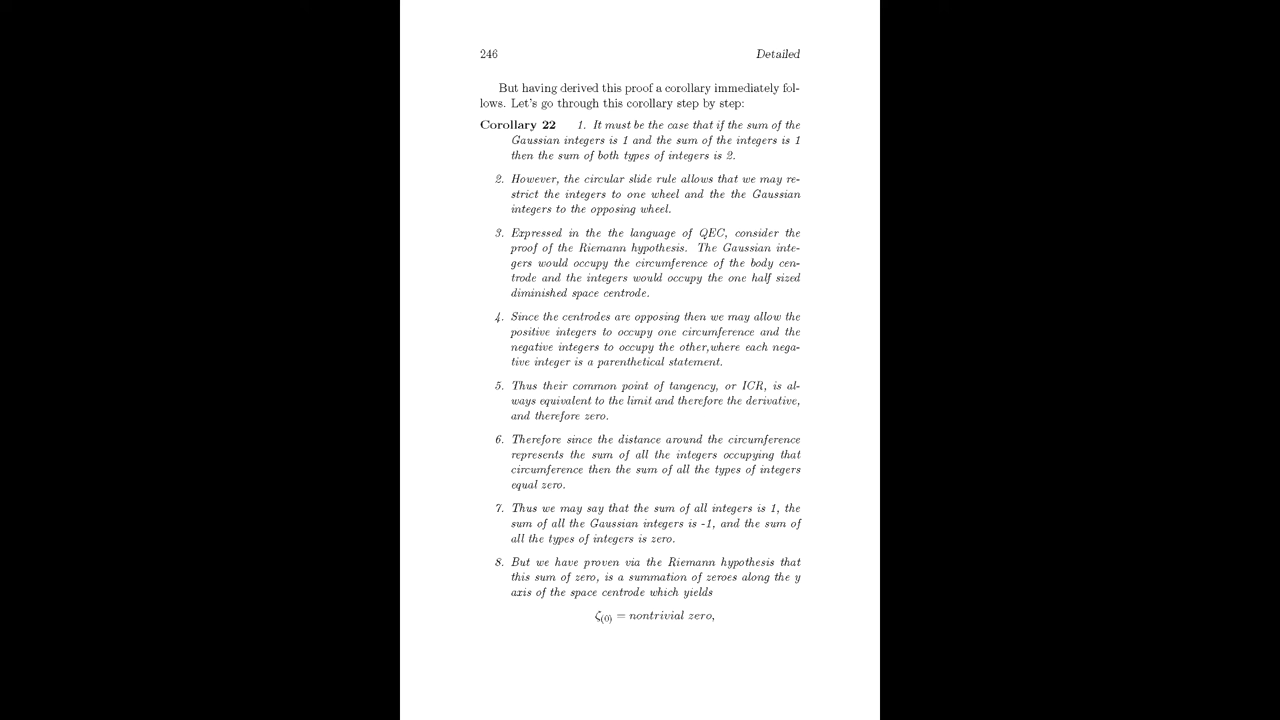 246 Detailed
But having derived this proof a corollary immediately fol-
lows. Let's go through this corollary step by step:
Corollary 22 1. It must be the case that if the sum of the
Gaussian integers is 1 and the sum of the integers is 1
then the sum of both types of integers is 2.
2. However, the circular slide rule allows that we may re-
strict the integers to one wheel and the the Gaussian
integers to the opposing wheel.
3. Expressed in the the language of QEC, consider the
proof of the Riemann hypothesis. The Gaussian inte-
gers would occupy the circumference of the body cen-
trode and the integers would occupy the one half sized
diminished space centrode.
4. Since the centrodes are opposing then we may allow the
positive integers to occupy one circumference and the
negative integers to occupy the other,where each nega-
tive integer is a parenthetical statement.
5. Thus their common point of tangency, or ICR, is al-
ways equivalent to the limit and therefore the derivative,
and therefore zero.
6. Therefore since the distance around the circumference
represents the sum of all the integers occupying that
circumference then the sum of all the types of integers
equal zero.
7. Thus we may say that the sum of all integers is 1, the
sum of all the Gaussian integers is -1, and the sum of
all the types of integers is zero.
8. But we have proven via the Riemann hypothesis that
this sum of zero, is a summation of zeroes along the y
axis of the space centrode which yields
ζ(0) = nontrivial zero,